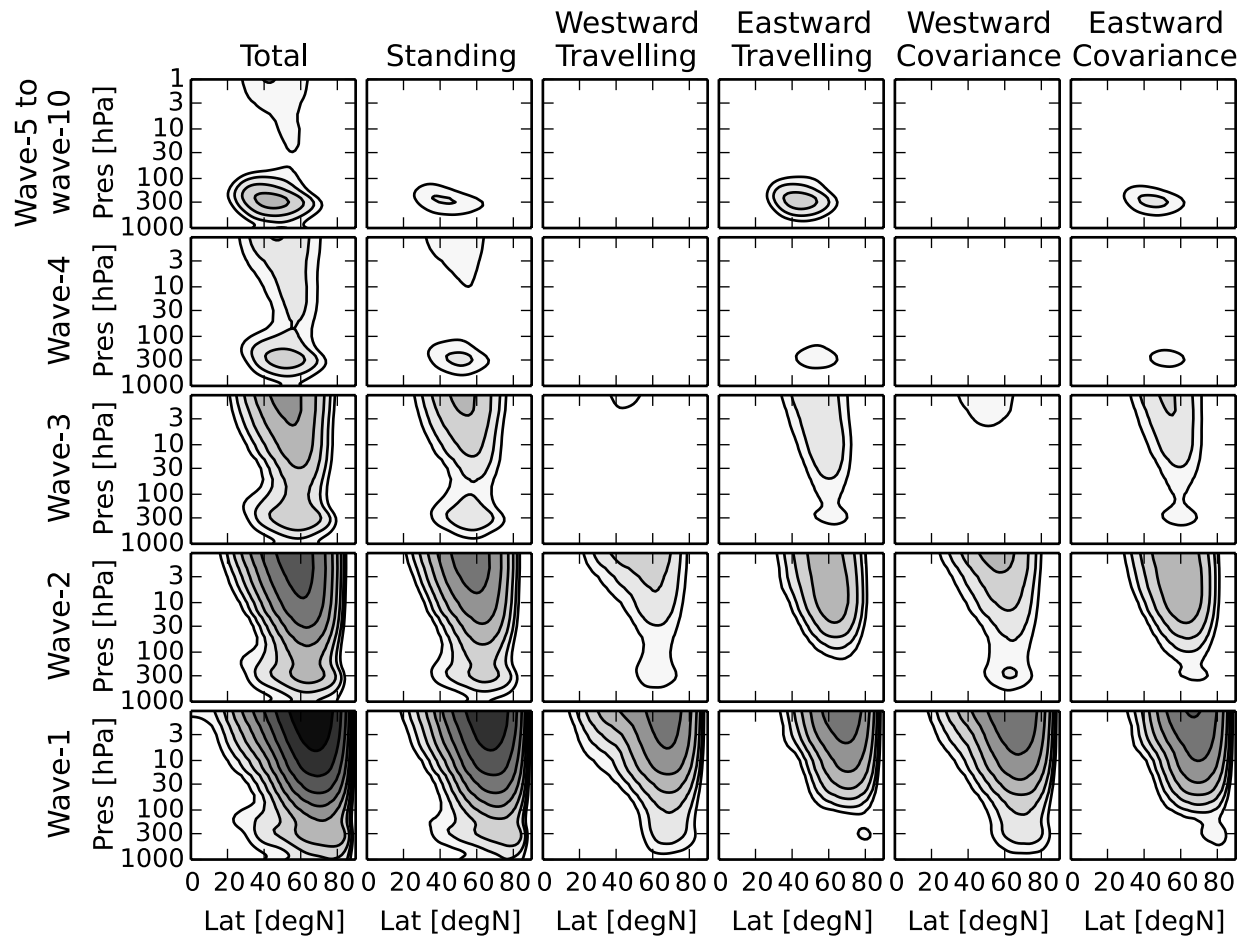 Westward Eastward Westward Eastward
Total Standing Travelling Travelling Covariance Covariance
Wave-5 to
wave-10
Pres [hPa]
1
3
10
30
100
300
1000
Wave-4
Pres [hPa]
3
10
30
100
300
1000
Wave-3
Pres [hPa]
3
10
30
100
300
1000
Wave-2
Pres [hPa]
3
10
30
100
300
1000
Wave-1
Pres [hPa]
3
10
30
100
300
1000
0 20 40 60 80 0 20 40 60 80 0 20 40 60 80 0 20 40 60 80 0 20 40 60 80 0 20 40 60 80
Lat [degN] Lat [degN] Lat [degN] Lat [degN] Lat [degN] Lat [degN]